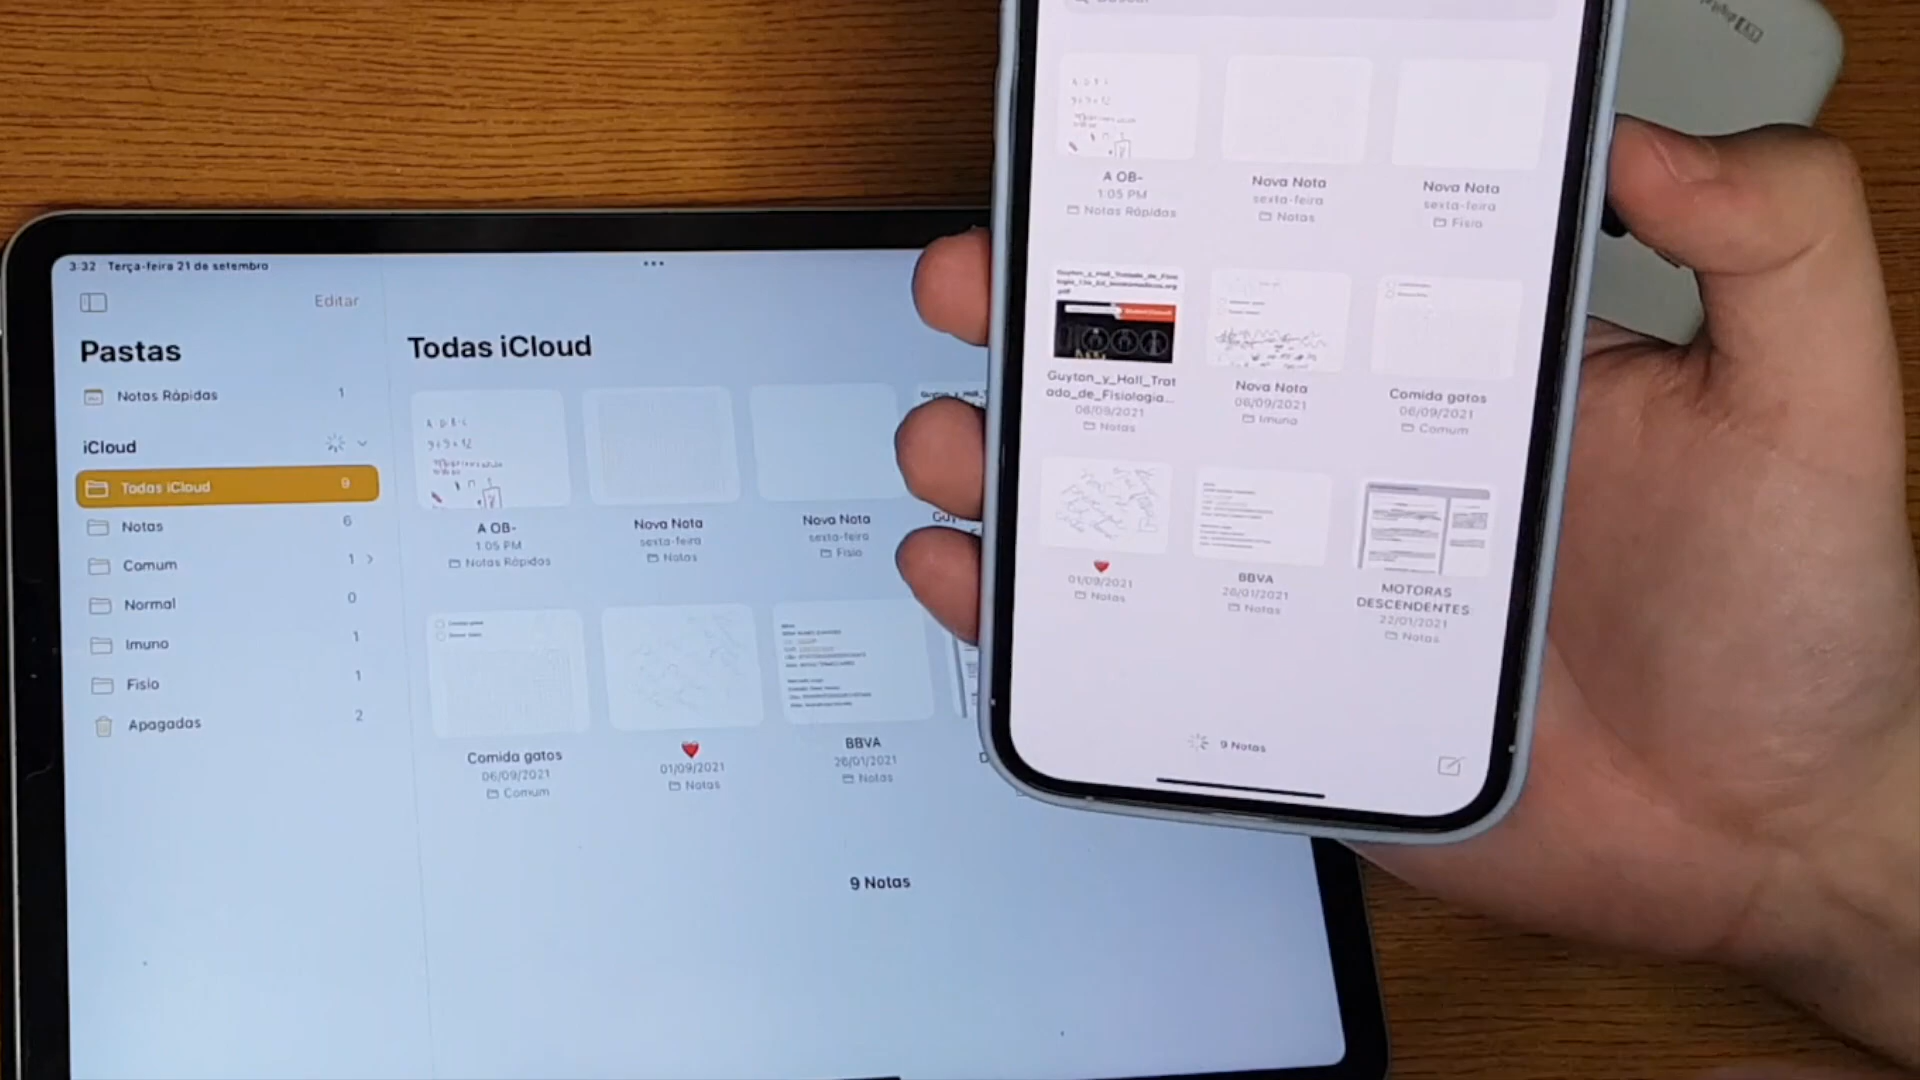 3:32 Terça-feira 21 de setembro
Editar
Pastas
Notas Rápidas 1
iCloud
Todas iCloud 9
Notas 6
Comum 1
Normal 0
Imuno 1
Fisio 1
Apagadas 2
Todas iCloud
A OB-
1:05 PM
Notas Rápidas
Nova Nota
sexta-feira
Notas
Nova Nota
sexta-feira
Fisio
Comida gatos
06/09/2021
Comum
01/09/2021
Notas
BBVA
26/01/2021
Notas
9 Notas
A OB-
1:05 PM
Notas Rápidas
Nova Nota
sexta-feira
Notas
Nova Nota
sexta-feira
Fisio
Guyton_y_Hall_Trat
ado_de_Fisiologia...
06/09/2021
Notas
Nova Nota
06/09/2021
Imuno
Comida gatos
06/09/2021
Comum
01/09/2021
Notas
BBVA
26/01/2021
Notas
MOTORAS
DESCENDENTES
22/01/2021
Notas
9 Notas